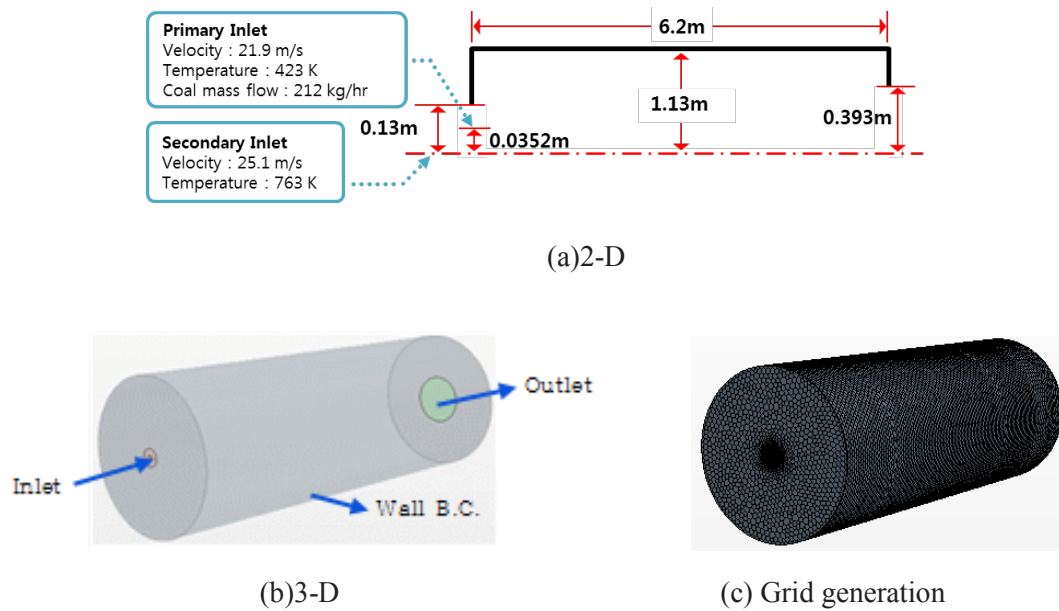 Primary Inlet
Velocity : 21.9 m/s
Temperature : 423 K
Coal mass flow : 212 kg/hr
Secondary Inlet
Velocity : 25.1 m/s
Temperature : 763 K
6.2m
1.13m
0.13m
0.0352m
0.393m
(a)2-D
Inlet
Outlet
Wall B.C.
(b)3-D
(c) Grid generation